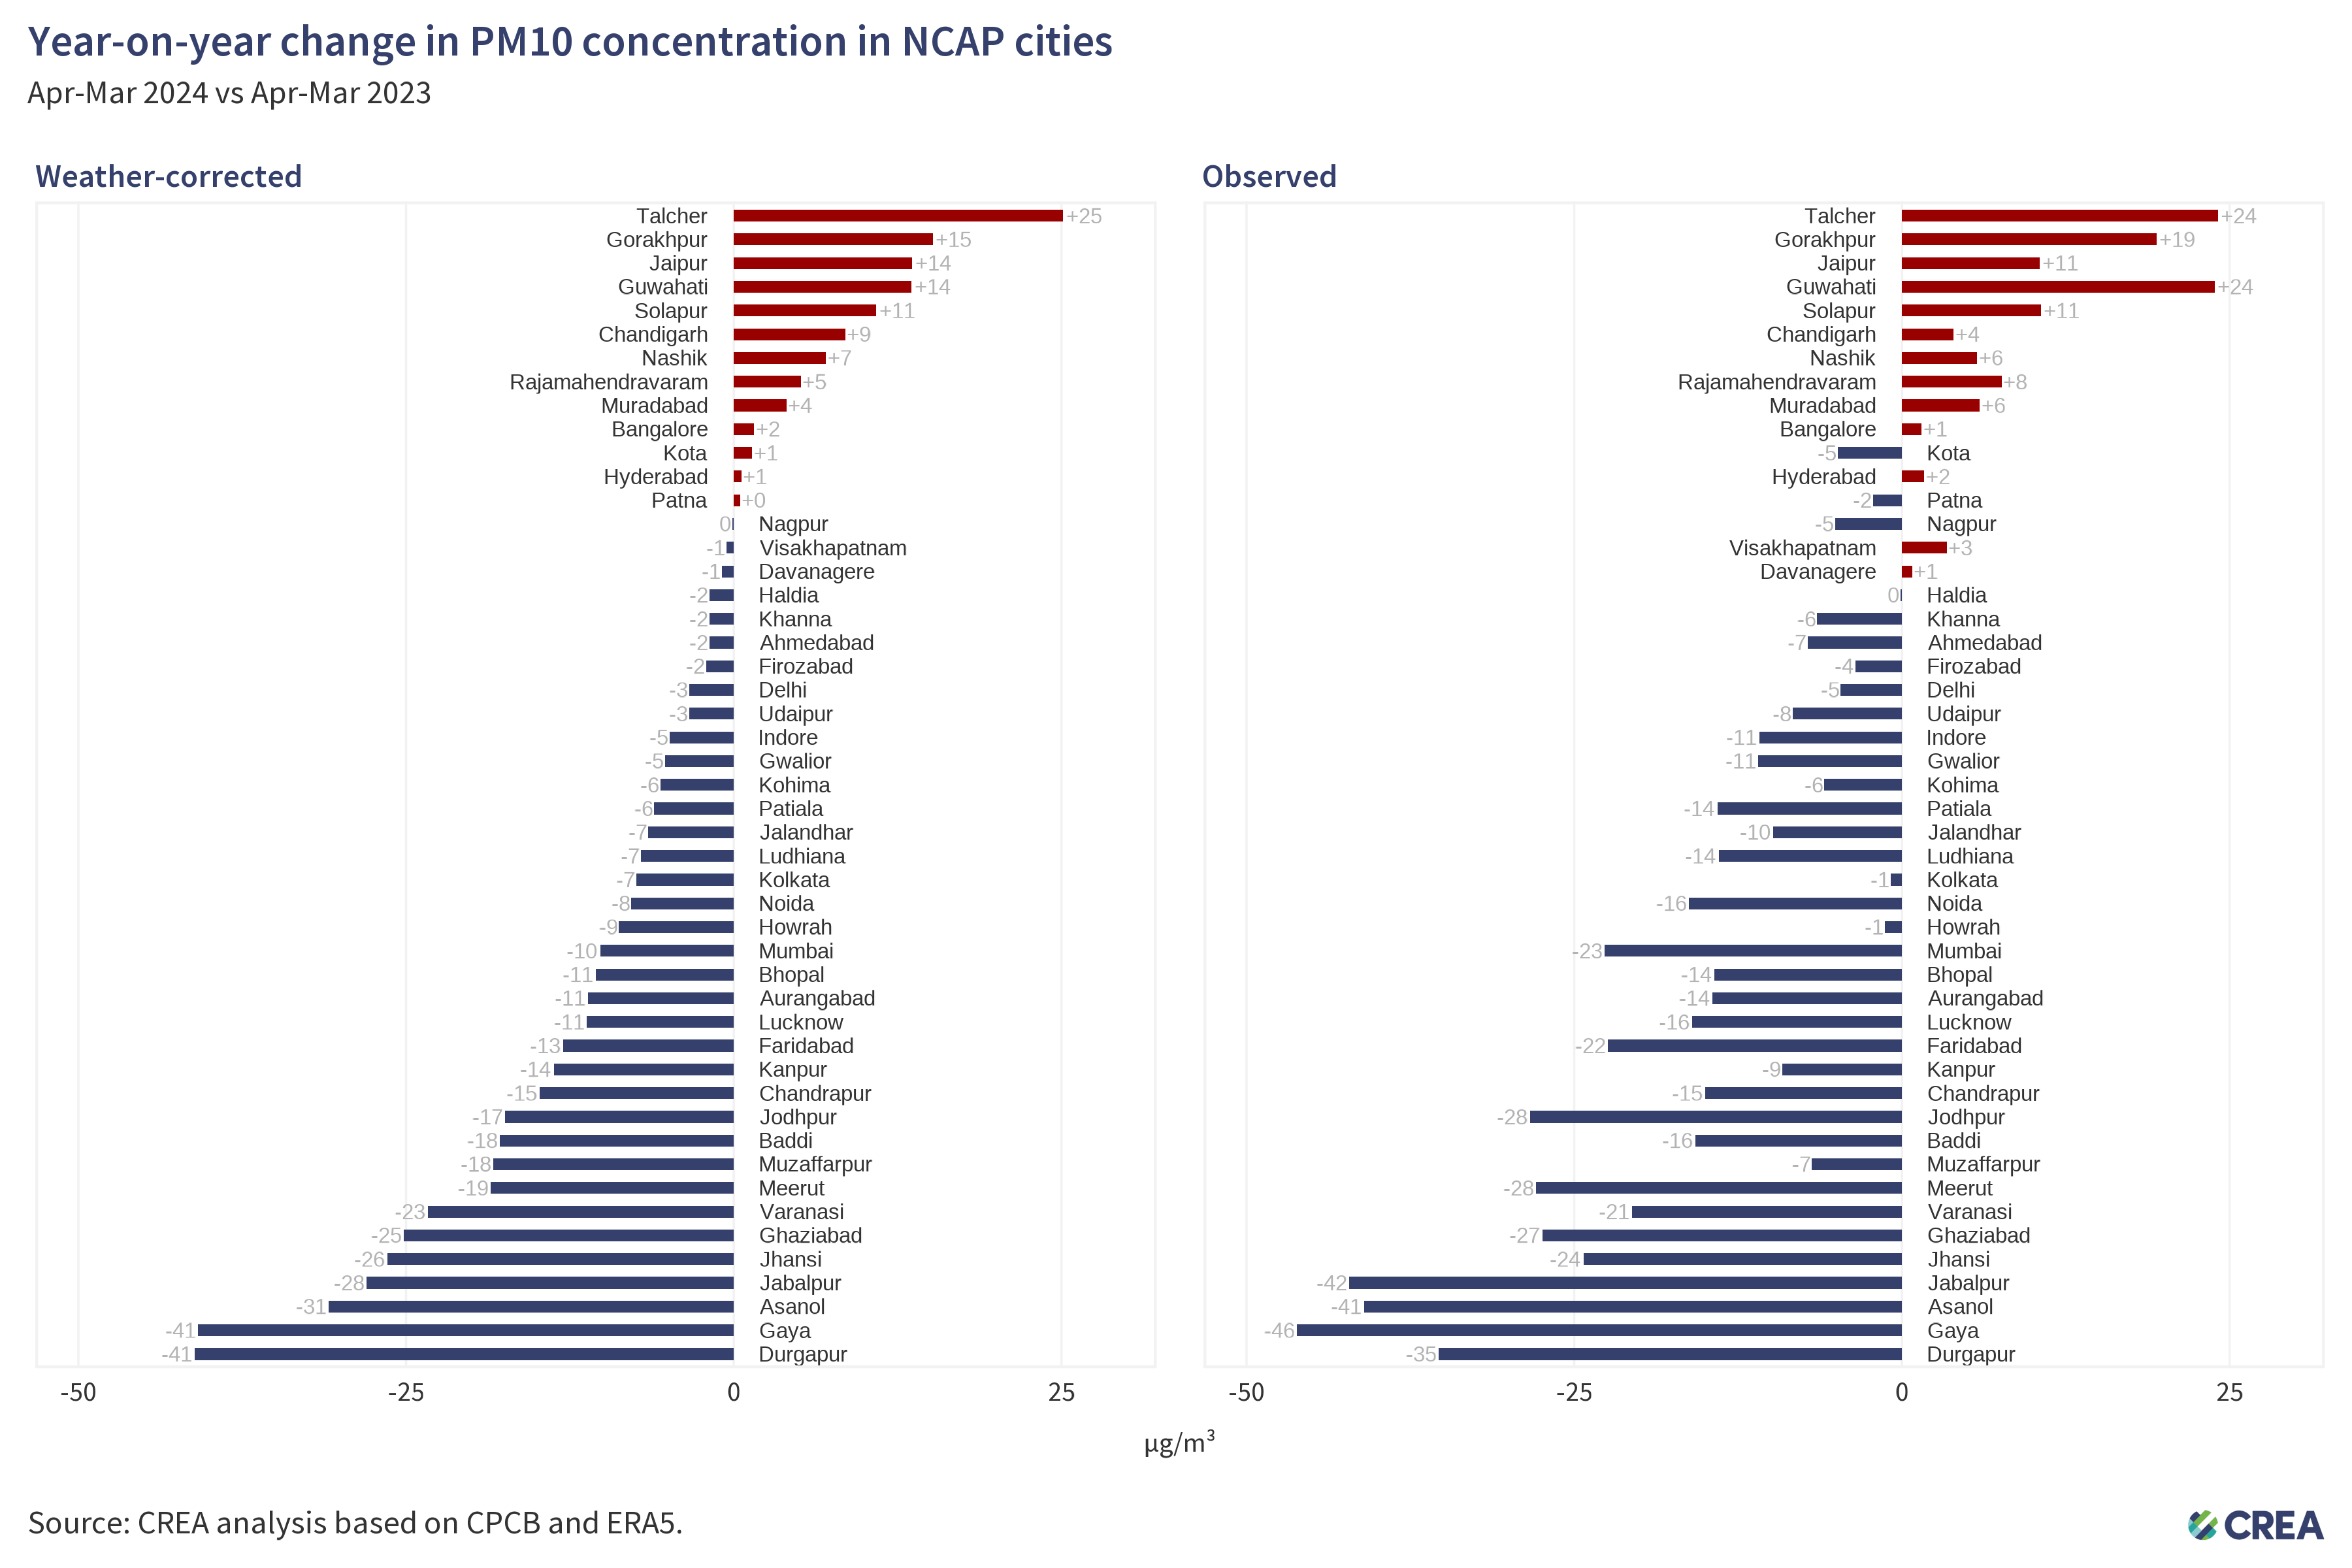 Year-on-year change in PM10 concentration in NCAP cities
Apr-Mar 2024 vs Apr-Mar 2023
Weather-corrected
Talcher +25
Gorakhpur +15
Jaipur +14
Guwahati +14
Solapur +11
Chandigarh +9
Nashik +7
Rajamahendravaram +5
Muradabad +4
Bangalore +2
Kota +1
Hyderabad +1
Patna +0
0 Nagpur
-1 Visakhapatnam
-1 Davanagere
-2 Haldia
-2 Khanna
-2 Ahmedabad
-2 Firozabad
-3 Delhi
-3 Udaipur
-5 Indore
-5 Gwalior
-6 Kohima
-6 Patiala
-7 Jalandhar
-7 Ludhiana
-7 Kolkata
-8 Noida
-9 Howrah
-10 Mumbai
-11 Bhopal
-11 Aurangabad
-11 Lucknow
-13 Faridabad
-14 Kanpur
-15 Chandrapur
-17 Jodhpur
-18 Baddi
-18 Muzaffarpur
-19 Meerut
-23 Varanasi
-25 Ghaziabad
-26 Jhansi
-28 Jabalpur
-31 Asanol
-41 Gaya
-41 Durgapur
-50 -25 0 25
Observed
Talcher +24
Gorakhpur +19
Jaipur +11
Guwahati +24
Solapur +11
Chandigarh +4
Nashik +6
Rajamahendravaram +8
Muradabad +6
Bangalore +1
-5 Kota
Hyderabad +2
-2 Patna
-5 Nagpur
Visakhapatnam +3
Davanagere +1
0 Haldia
-6 Khanna
-7 Ahmedabad
-4 Firozabad
-5 Delhi
-8 Udaipur
-11 Indore
-11 Gwalior
-6 Kohima
-14 Patiala
-10 Jalandhar
-14 Ludhiana
-1 Kolkata
-16 Noida
-1 Howrah
-23 Mumbai
-14 Bhopal
-14 Aurangabad
-16 Lucknow
-22 Faridabad
-9 Kanpur
-15 Chandrapur
-28 Jodhpur
-16 Baddi
-7 Muzaffarpur
-28 Meerut
-21 Varanasi
-27 Ghaziabad
-24 Jhansi
-42 Jabalpur
-41 Asanol
-46 Gaya
-35 Durgapur
-50 -25 0 25
µg/m³
Source: CREA analysis based on CPCB and ERA5.
CREA